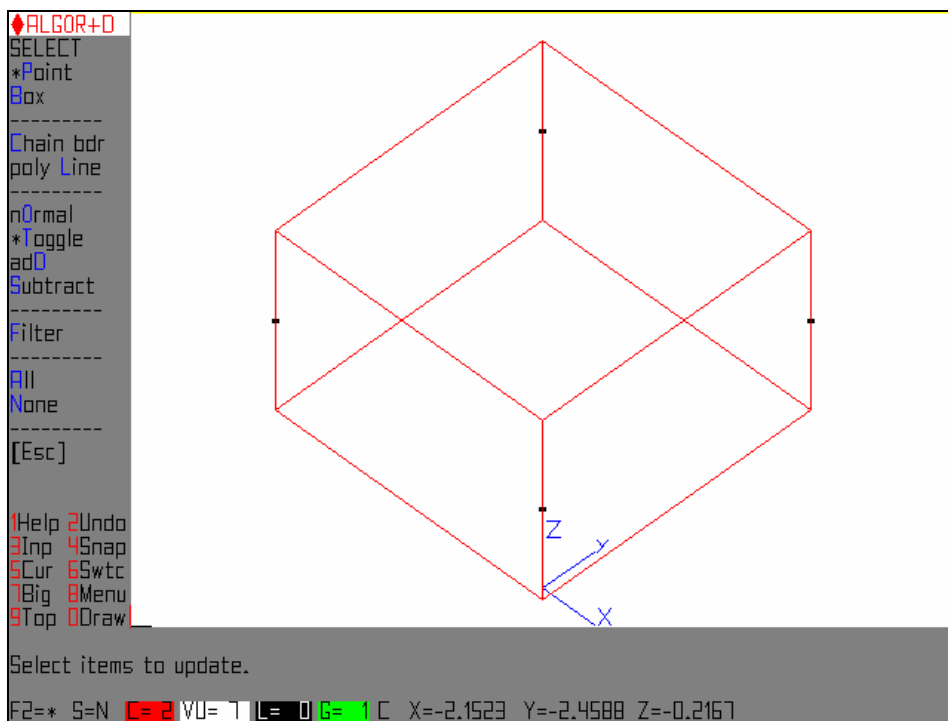 ALGOR+D
SELECT
*Point
Box
---------
Chain bdr
poly Line
---------
nOrmal
*Toggle
adD
Subtract
---------
Filter
---------
All
None
---------
[Esc]
1Help 2Undo
3Inp 4Snap
5Cur 6Swtc
7Big 8Menu
9Top 0Draw
Z
Y
X
Select items to update.
F2=* S=N C= 2 VU= 7 L= 0 G= 1 C X=-2.1523 Y=-2.4588 Z=-0.2167